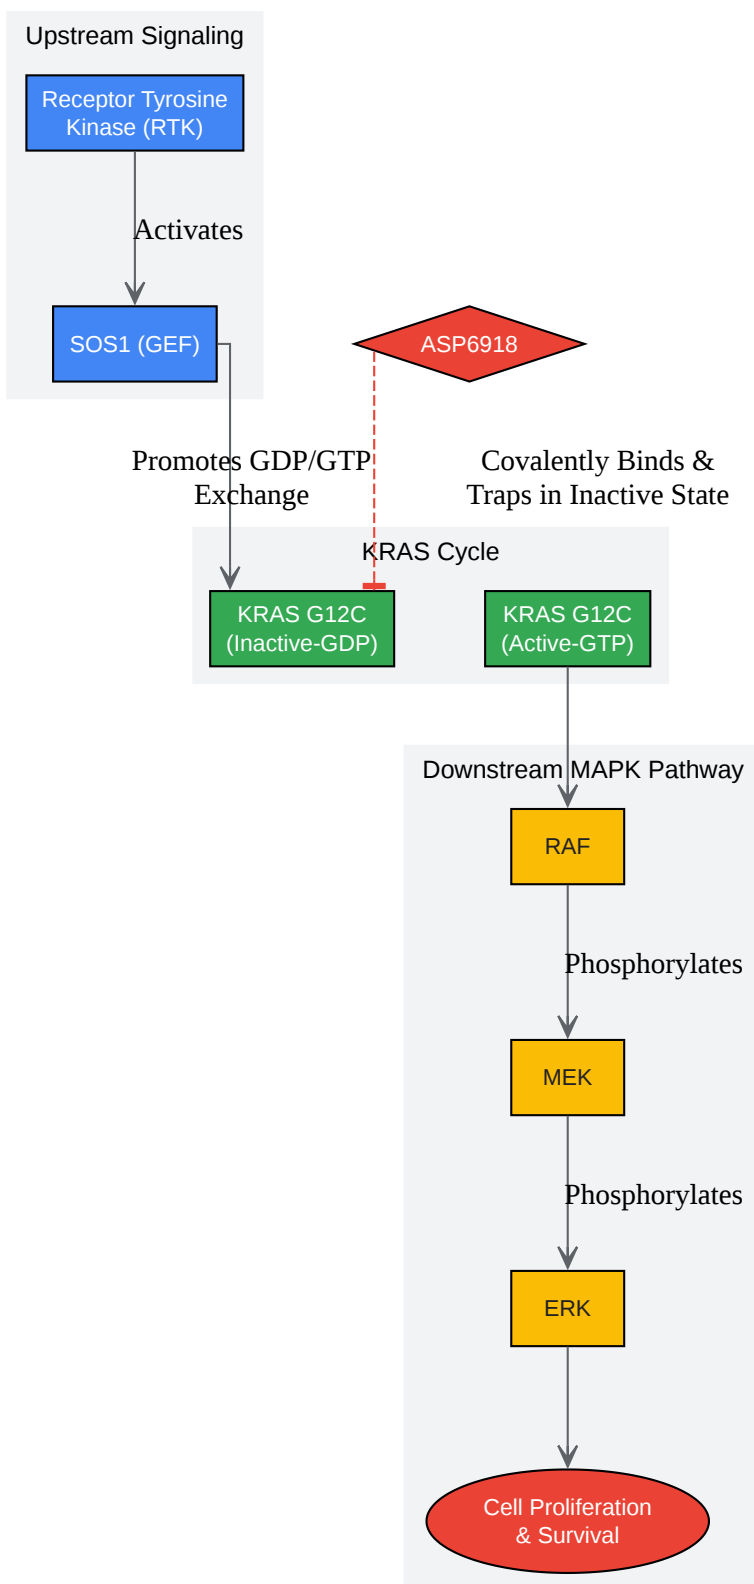 Upstream Signaling
Receptor Tyrosine
Kinase (RTK)
Activates
SOS1 (GEF)
ASP6918
Promotes GDP/GTP
Exchange
Covalently Binds &
Traps in Inactive State
KRAS Cycle
KRAS G12C
(Inactive-GDP)
KRAS G12C
(Active-GTP)
Downstream MAPK Pathway
RAF
Phosphorylates
MEK
Phosphorylates
ERK
Cell Proliferation
& Survival